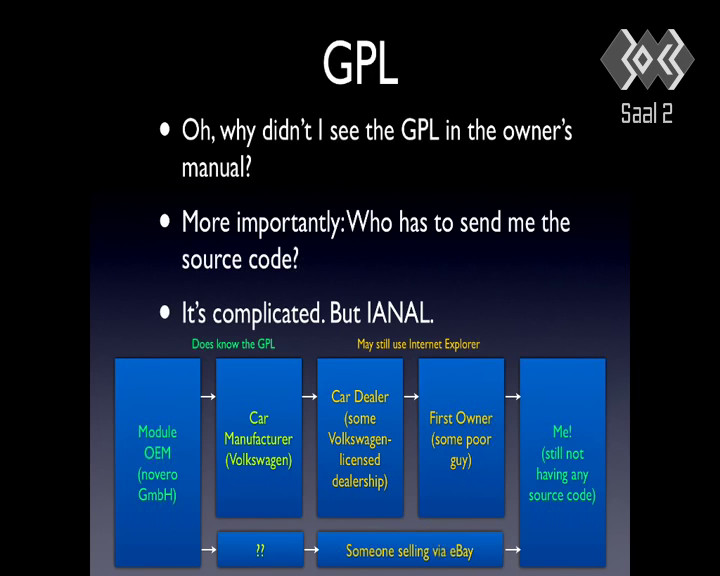 GPL
30C3
Saal 2
• Oh, why didn't I see the GPL in the owner's
manual?
• More importantly: Who has to send me the
source code?
• It's complicated. But IANAL.
Does know the GPL
May still use Internet Explorer
Module
OEM
(novero
GmbH)
Car
Manufacturer
(Volkswagen)
Car Dealer
(some
Volkswagen-
licensed
dealership)
First Owner
(some poor
guy)
Me!
(still not
having any
source code)
??
Someone selling via eBay